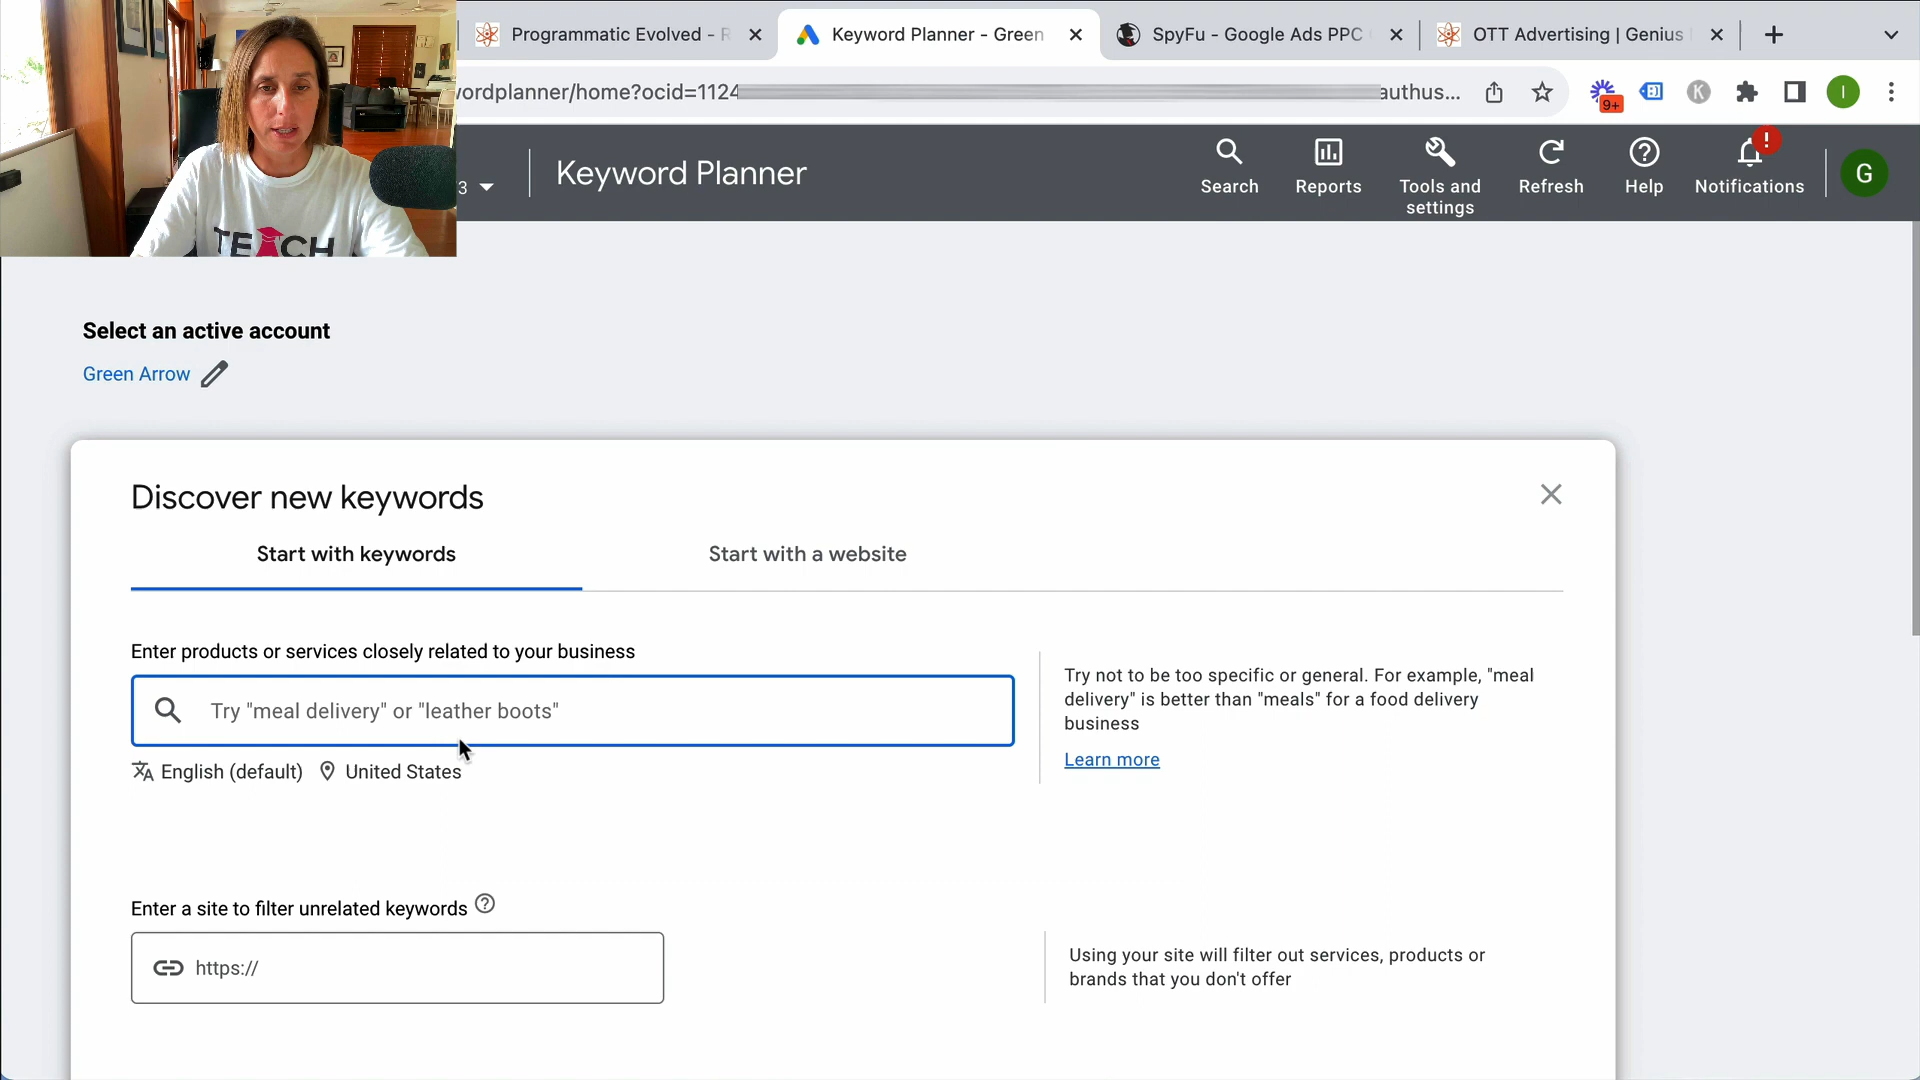 Programmatic Evolved - R
Keyword Planner - Green
SpyFu - Google Ads PPC
OTT Advertising | Genius
wordplanner/home?ocid=1124
authus...
9+
K
I
TEACH
3
Keyword Planner
Search
Reports
Tools and
settings
Refresh
Help
!
Notifications
G
Select an active account
Green Arrow
Discover new keywords
Start with keywords
Start with a website
Enter products or services closely related to your business
Try "meal delivery" or "leather boots"
English (default)
United States
Try not to be too specific or general. For example, "meal
delivery" is better than "meals" for a food delivery
business
Learn more
Enter a site to filter unrelated keywords
https://
Using your site will filter out services, products or
brands that you don't offer